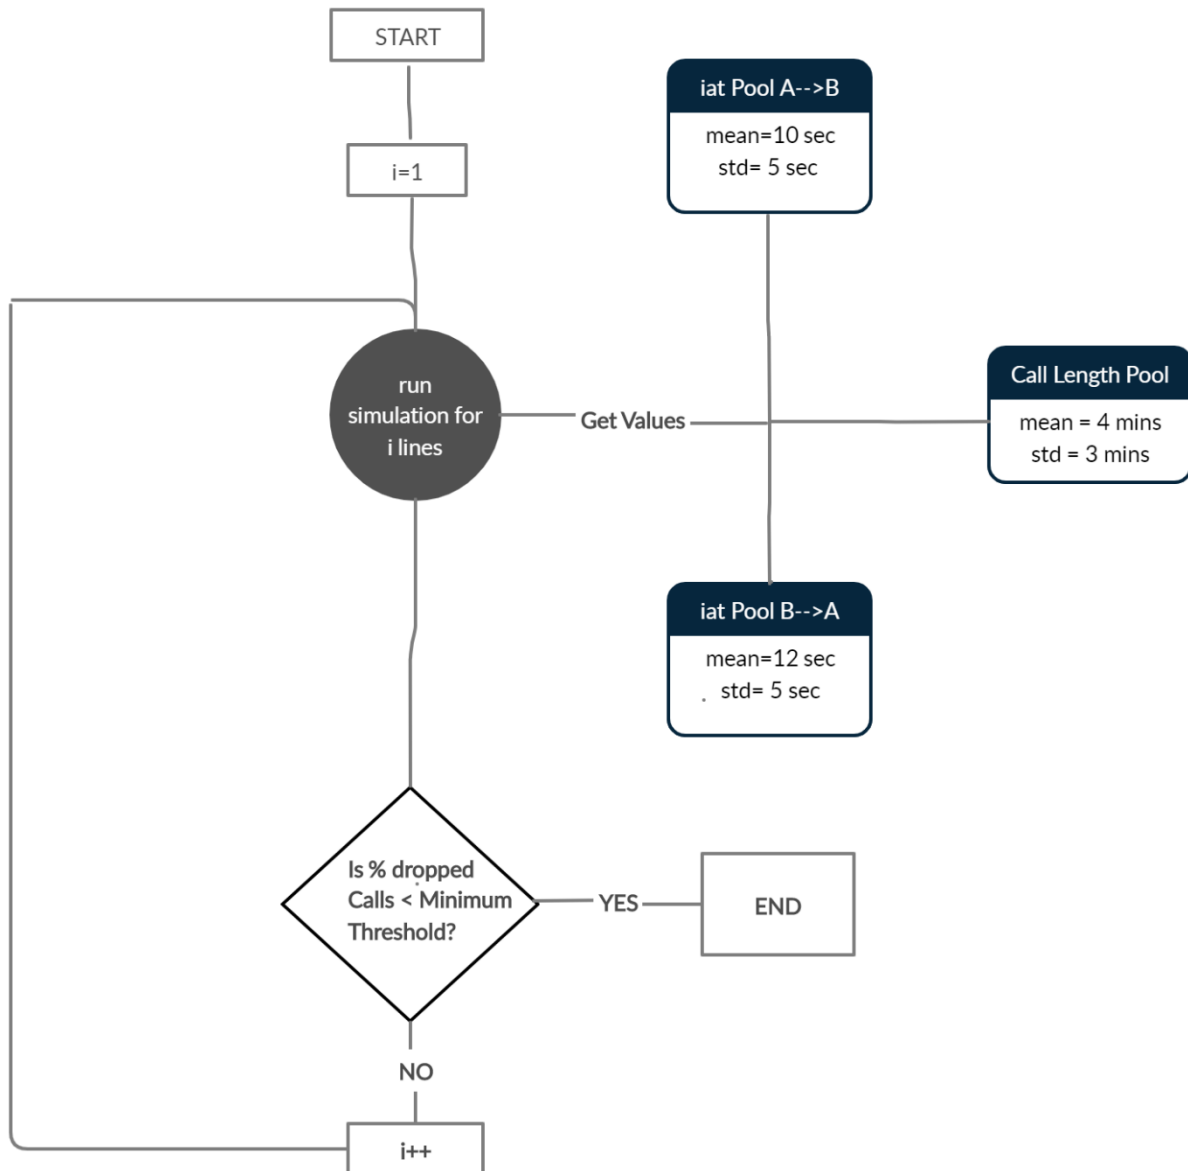 START
i=1
run
simulation for
i lines
Get Values
iat Pool A-->B
mean=10 sec
std= 5 sec
Call Length Pool
mean = 4 mins
std = 3 mins
iat Pool B-->A
mean=12 sec
std= 5 sec
Is % dropped
Calls < Minimum
Threshold?
YES
END
NO
i++